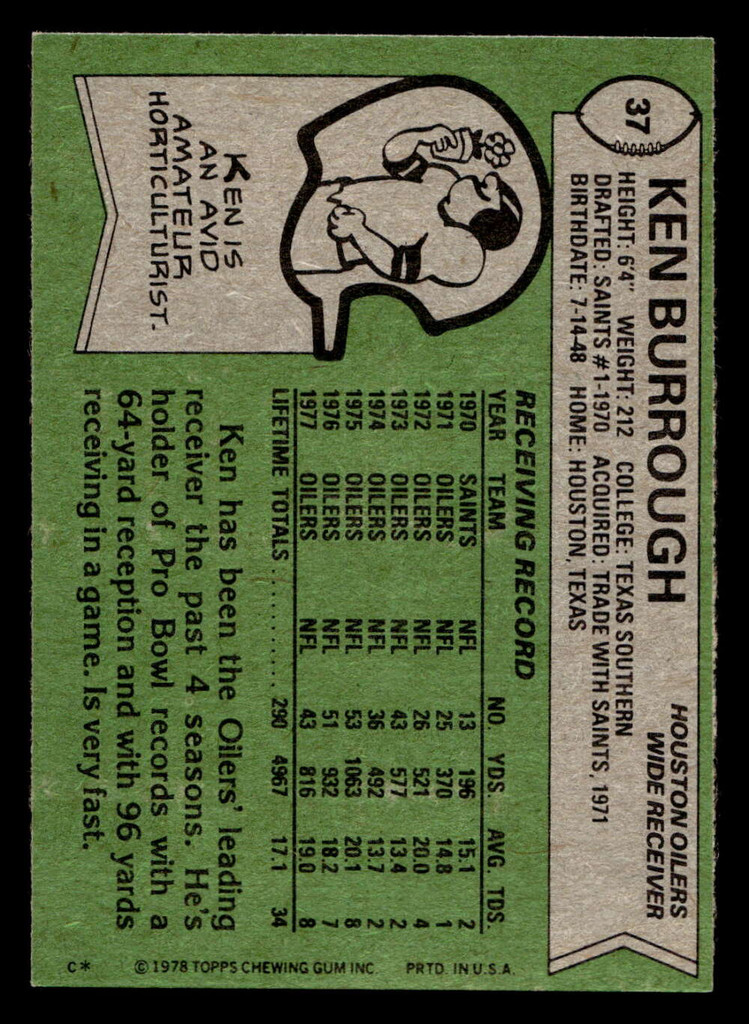 37
KEN BURROUGH
HOUSTON OILERS
WIDE RECEIVER
HEIGHT: 6'4" WEIGHT: 212 COLLEGE: TEXAS SOUTHERN
DRAFTED: SAINTS #1-1970 ACQUIRED: TRADE WITH SAINTS, 1971
BIRTHDATE: 7-14-48 HOME: HOUSTON, TEXAS
KEN IS
AN AVID
AMATEUR
HORTICULTURIST.
RECEIVING RECORD
YEAR TEAM NO. YDS. AVG. TDS.
1970 SAINTS NFL 13 196 15.1 2
1971 OILERS NFL 25 370 14.8 1
1972 OILERS NFL 26 521 20.0 4
1973 OILERS NFL 43 577 13.4 2
1974 OILERS NFL 36 492 13.7 2
1975 OILERS NFL 53 1063 20.1 8
1976 OILERS NFL 51 932 18.2 7
1977 OILERS NFL 43 816 19.0 8
LIFETIME TOTALS........... 290 4967 17.1 34
Ken has been the Oilers' leading
receiver the past 4 seasons. He's
holder of Pro Bowl records with a
64-yard reception and with 96 yards
receiving in a game. Is very fast.
C* © 1978 TOPPS CHEWING GUM INC. PRTD. IN U.S.A.